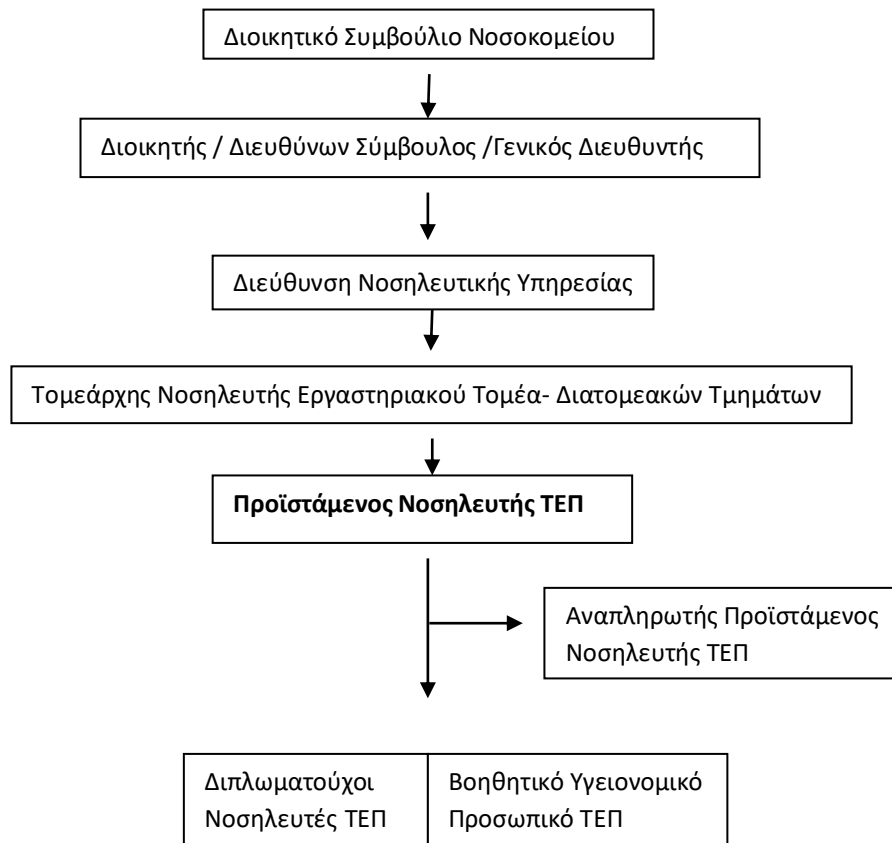 Διοικητικό Συμβούλιο Νοσοκομείου
Διοικητής / Διευθύνων Σύμβουλος /Γενικός Διευθυντής
Διεύθυνση Νοσηλευτικής Υπηρεσίας
Τομεάρχης Νοσηλευτής Εργαστηριακού Τομέα- Διατομεακών Τμημάτων
Προϊστάμενος Νοσηλευτής ΤΕΠ
Αναπληρωτής Προϊστάμενος
Νοσηλευτής ΤΕΠ
Διπλωματούχοι
Νοσηλευτές ΤΕΠ
Βοηθητικό Υγειονομικό
Προσωπικό ΤΕΠ